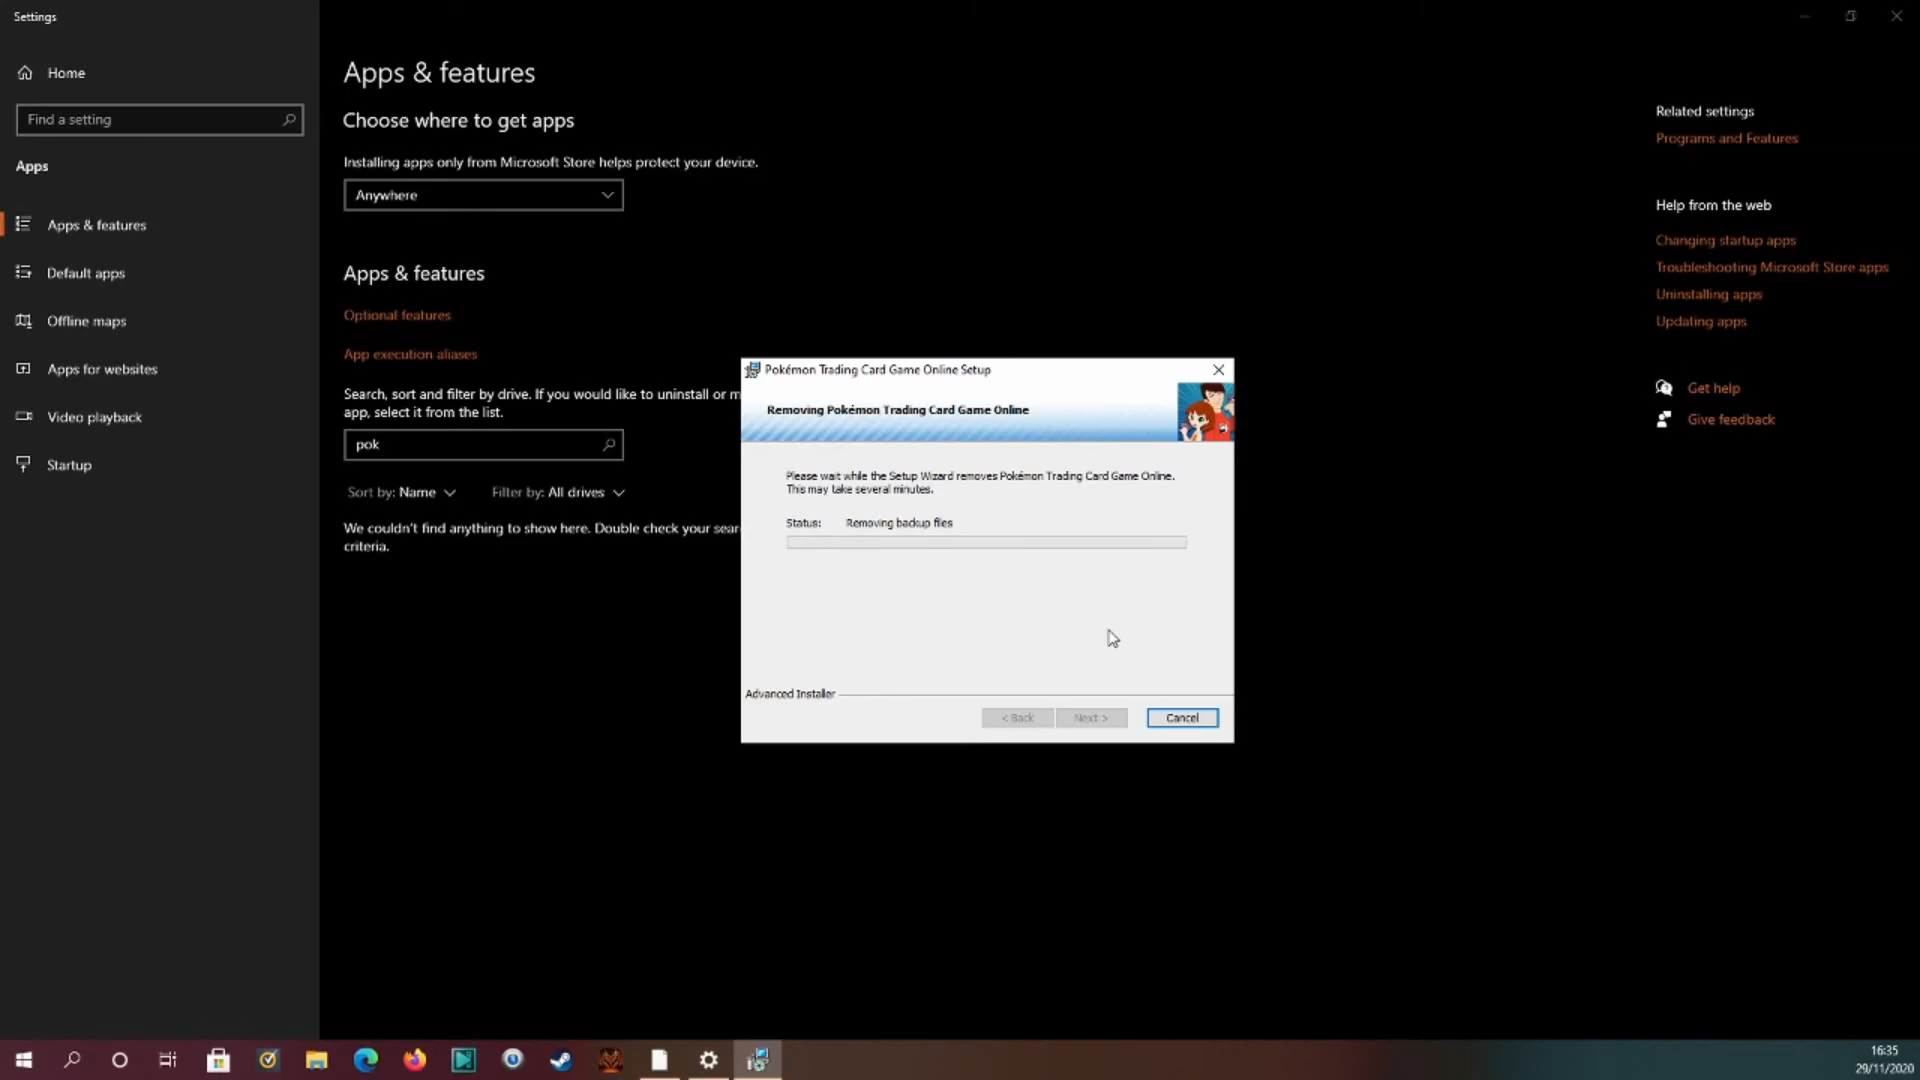 Settings
Home
Find a setting
Apps
Apps & features
Default apps
Offline maps
Apps for websites
Video playback
Startup
Apps & features
Choose where to get apps
Installing apps only from Microsoft Store helps protect your device.
Anywhere
Apps & features
Optional features
App execution aliases
Search, sort and filter by drive. If you would like to uninstall or m
app, select it from the list.
pok
Sort by: Name
Filter by: All drives
We couldn't find anything to show here. Double check your sear
criteria.
Pokémon Trading Card Game Online Setup
Removing Pokémon Trading Card Game Online
Please wait while the Setup Wizard removes Pokémon Trading Card Game Online.
This may take several minutes.
Status: Removing backup files
Advanced Installer
< Back
Next >
Cancel
Related settings
Programs and Features
Help from the web
Changing startup apps
Troubleshooting Microsoft Store apps
Uninstalling apps
Updating apps
Get help
Give feedback
16:35
29/11/2020